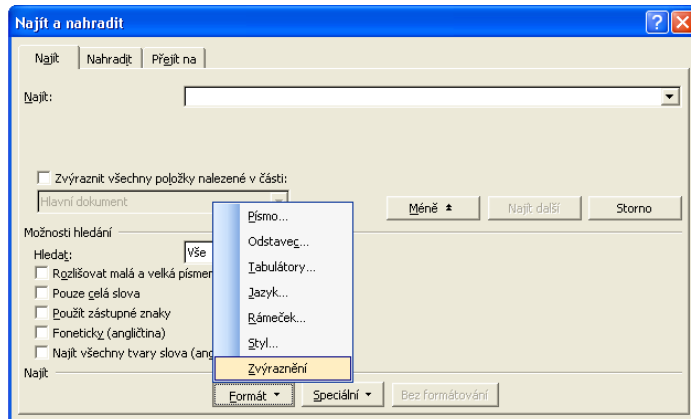 Najít a nahradit
Najít Nahradit Přejít na
Najít:
Zvýraznit všechny položky nalezené v části:
Hlavní dokument
Méně Najít další Storno
Možnosti hledání
Hledat: Vše
Rozlišovat malá a velká písmen
Pouze celá slova
Použít zástupné znaky
Foneticky (angličtina)
Najít všechny tvary slova (ang
Písmo...
Odstavec...
Tabulátory...
Jazyk...
Rámeček...
Styl...
Zvýraznění
Najít
Formát Speciální Bez formátování